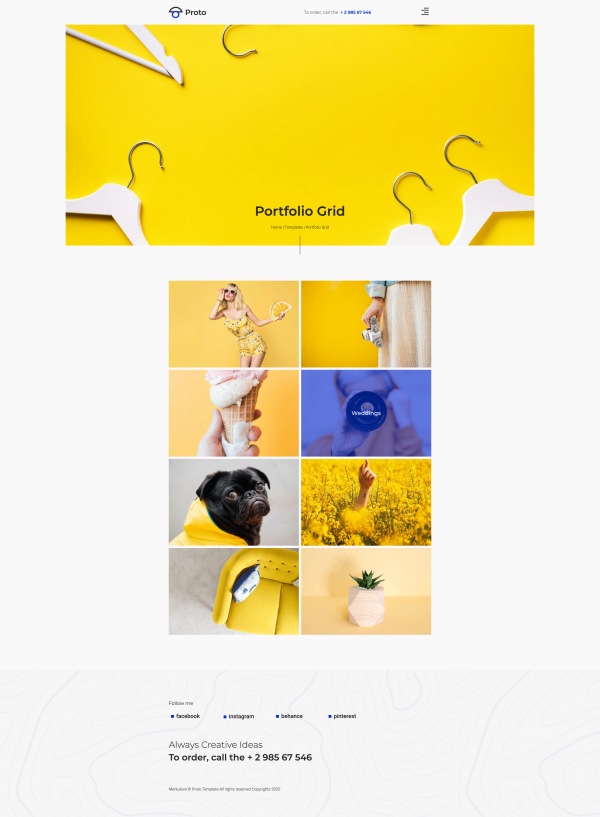 Proto
To order, call the + 2 985 67 546
Portfolio Grid
Home | Templates | Portfolio Grid
Weddings
Follow me
facebook
instagram
behance
pinterest
Always Creative Ideas
To order, call the + 2 985 67 546
Merkulove © Proto Template All rights reserved Copyrights 2020